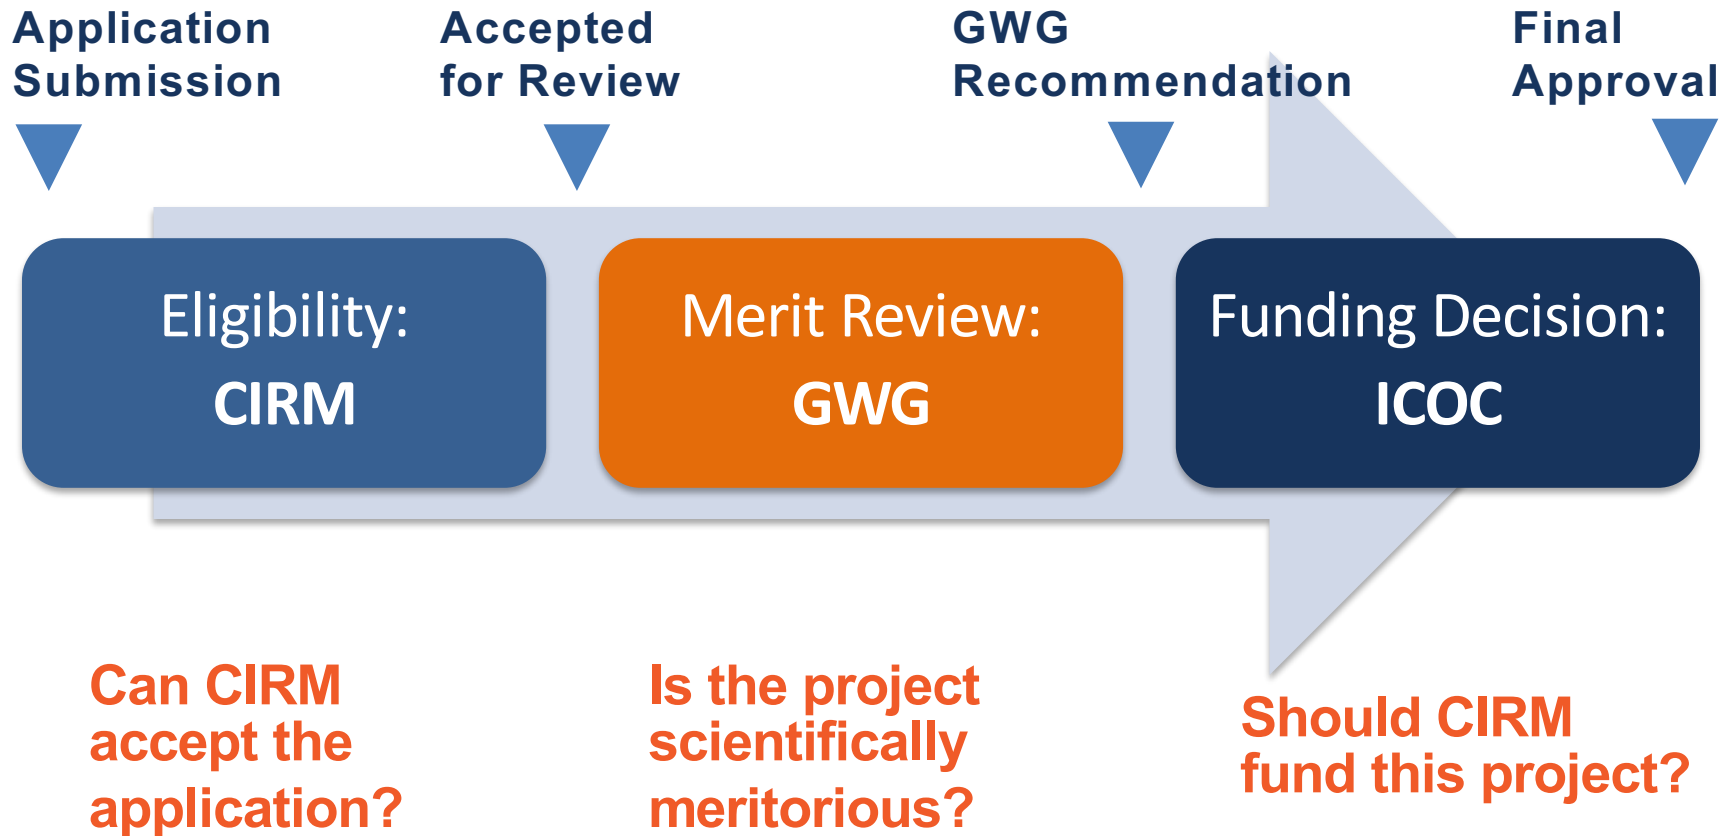 Application
Submission
Accepted
for Review
GWG
Recommendation
Final
Approval
Eligibility:
CIRM
Merit Review:
GWG
Funding Decision:
ICOC
Can CIRM
accept the
application?
Is the project
scientifically
meritorious?
Should CIRM
fund this project?